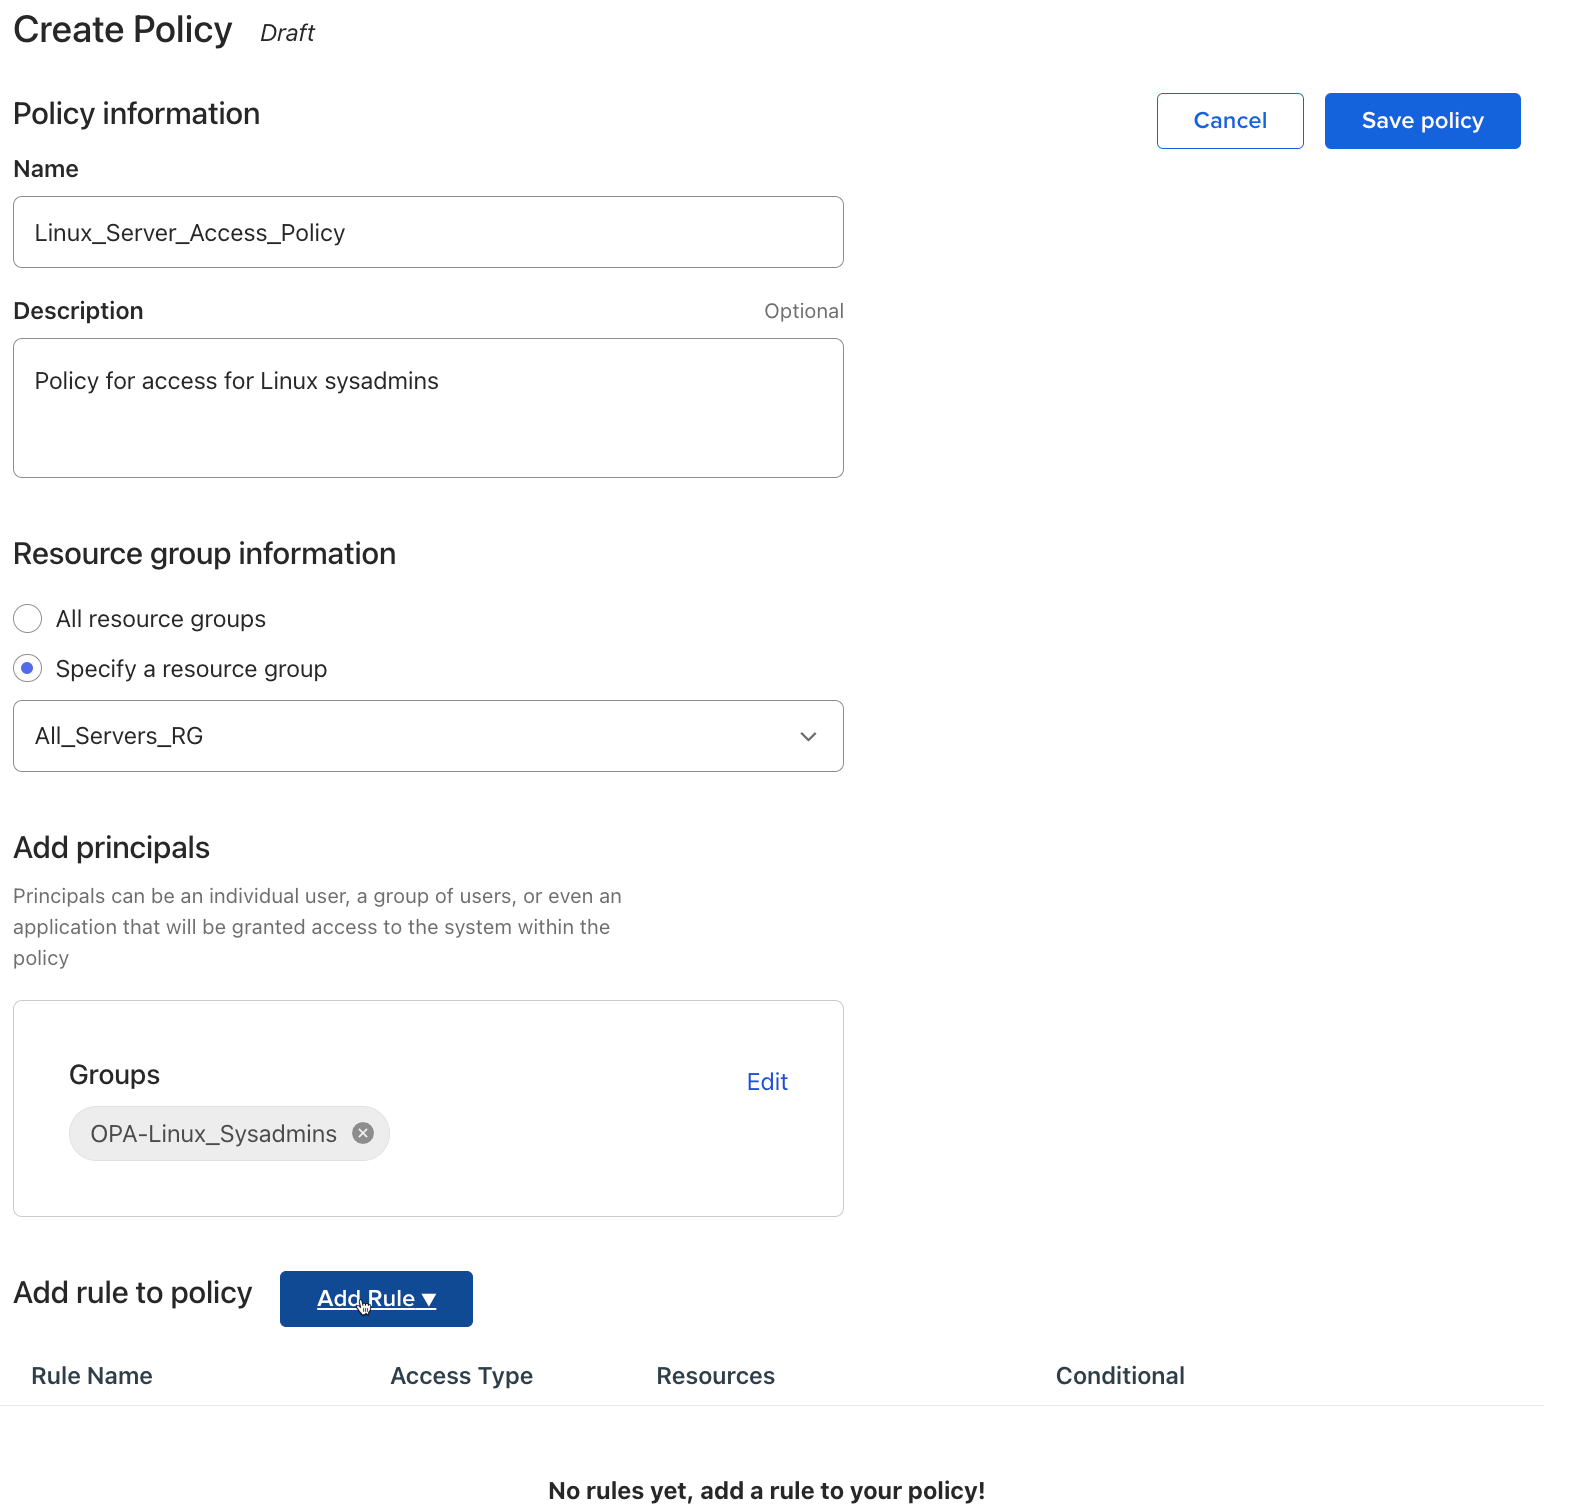 Create Policy Draft
Policy information
Cancel
Save policy
Name
Linux_Server_Access_Policy
Description Optional
Policy for access for Linux sysadmins
Resource group information
All resource groups
Specify a resource group
All_Servers_RG
Add principals
Principals can be an individual user, a group of users, or even an
application that will be granted access to the system within the
policy
Groups
Edit
OPA-Linux_Sysadmins
Add rule to policy
Add Rule ▼
Rule Name Access Type Resources Conditional
No rules yet, add a rule to your policy!